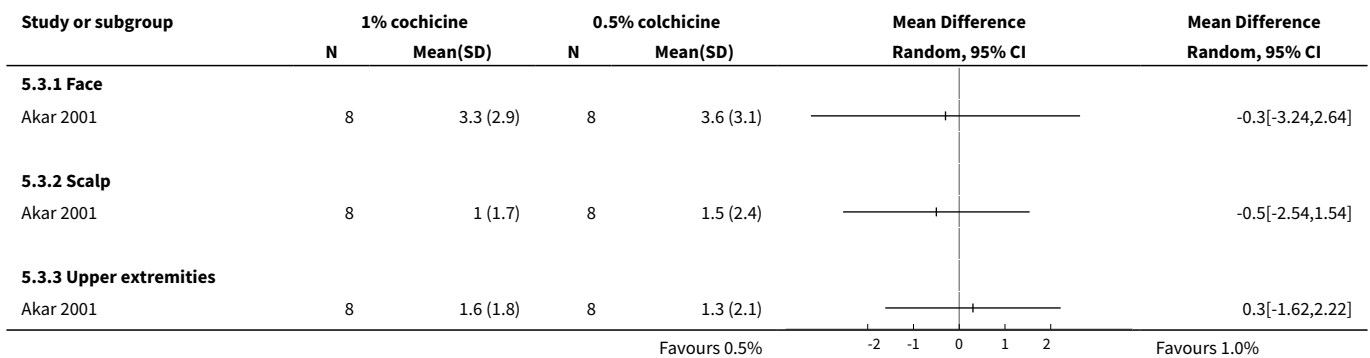 Study or subgroup 1% cochicine 0.5% colchicine Mean Difference Mean Difference
N Mean(SD) N Mean(SD) Random, 95% CI Random, 95% CI
5.3.1 Face
Akar 2001 8 3.3 (2.9) 8 3.6 (3.1) -0.3[-3.24,2.64]
5.3.2 Scalp
Akar 2001 8 1 (1.7) 8 1.5 (2.4) -0.5[-2.54,1.54]
5.3.3 Upper extremities
Akar 2001 8 1.6 (1.8) 8 1.3 (2.1) 0.3[-1.62,2.22]
Favours 0.5% -2 -1 0 1 2 Favours 1.0%